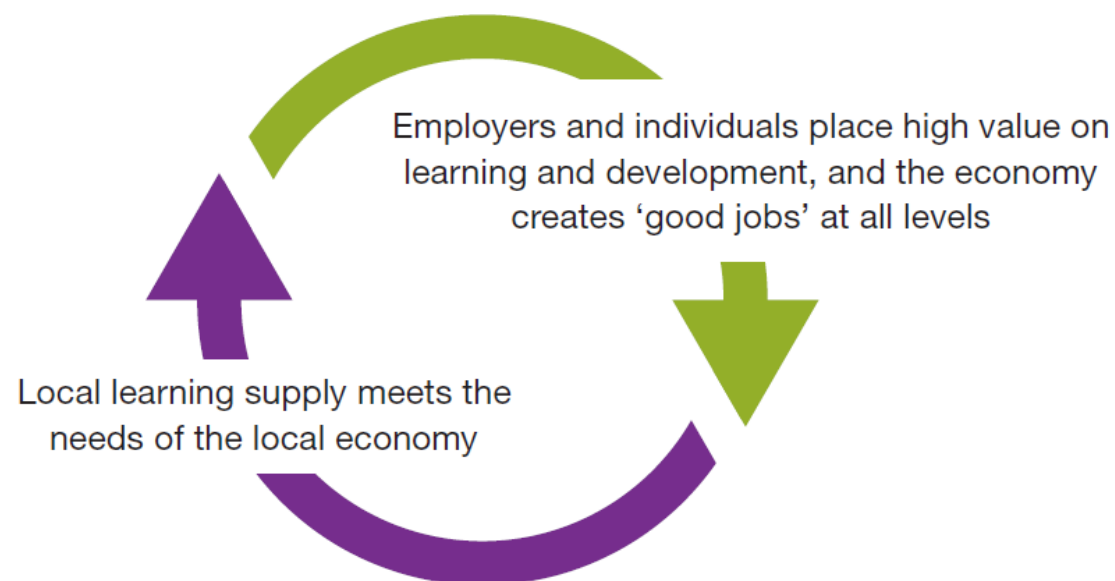 Employers and individuals place high value on
learning and development, and the economy
creates ‘good jobs’ at all levels
Local learning supply meets the
needs of the local economy